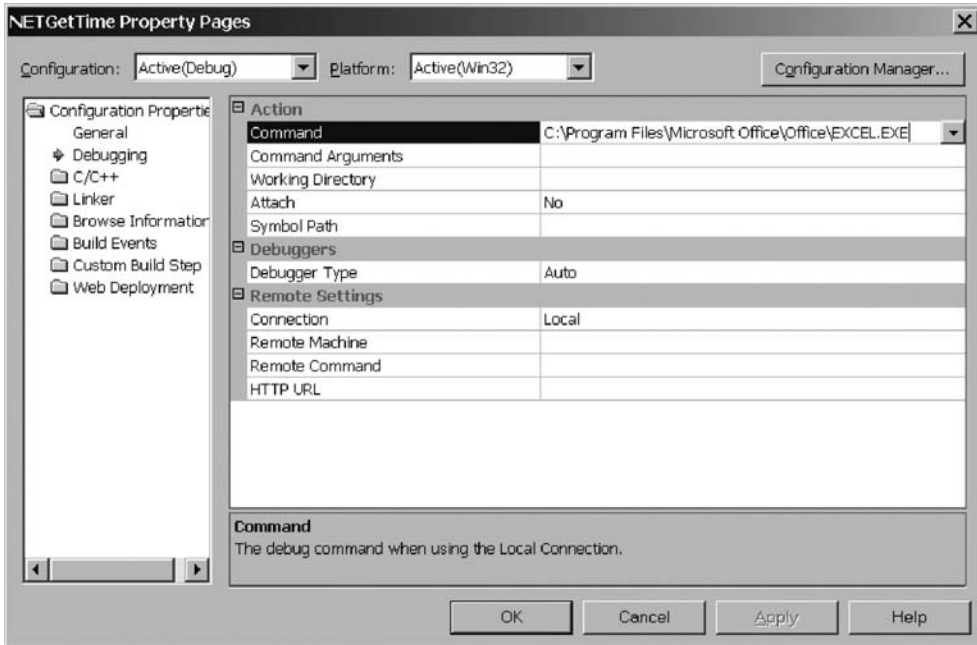 NETGetTime Property Pages
Configuration: Active(Debug) Platform: Active(Win32) Configuration Manager...
Configuration Propertie
General
Debugging
C/C++
Linker
Browse Information
Build Events
Custom Build Step
Web Deployment
Action
Command C:\Program Files\Microsoft Office\Office\EXCEL.EXE
Command Arguments
Working Directory
Attach No
Symbol Path
Debuggers
Debugger Type Auto
Remote Settings
Connection Local
Remote Machine
Remote Command
HTTP URL
Command
The debug command when using the Local Connection.
OK Cancel Apply Help